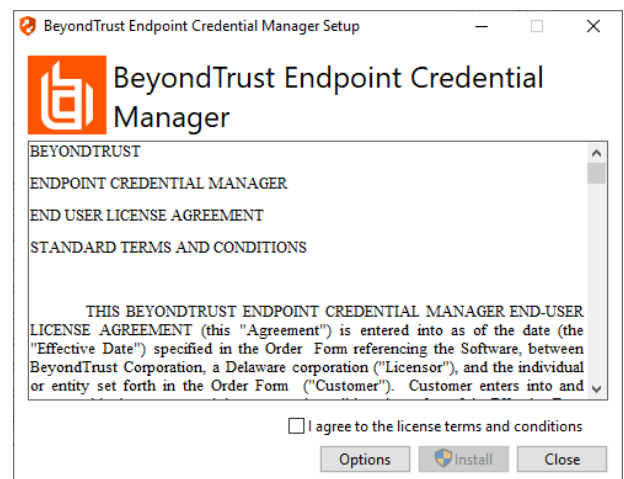 BeyondTrust Endpoint Credential Manager Setup
BeyondTrust Endpoint Credential
Manager
BEYONDTRUST
ENDPOINT CREDENTIAL MANAGER
END USER LICENSE AGREEMENT
STANDARD TERMS AND CONDITIONS
THIS BEYONDTRUST ENDPOINT CREDENTIAL MANAGER END-USER
LICENSE AGREEMENT (this "Agreement") is entered into as of the date (the
"Effective Date") specified in the Order Form referencing the Software, between
BeyondTrust Corporation, a Delaware corporation ("Licensor"), and the individual
or entity set forth in the Order Form ("Customer"). Customer enters into and
I agree to the license terms and conditions
Options Install Close